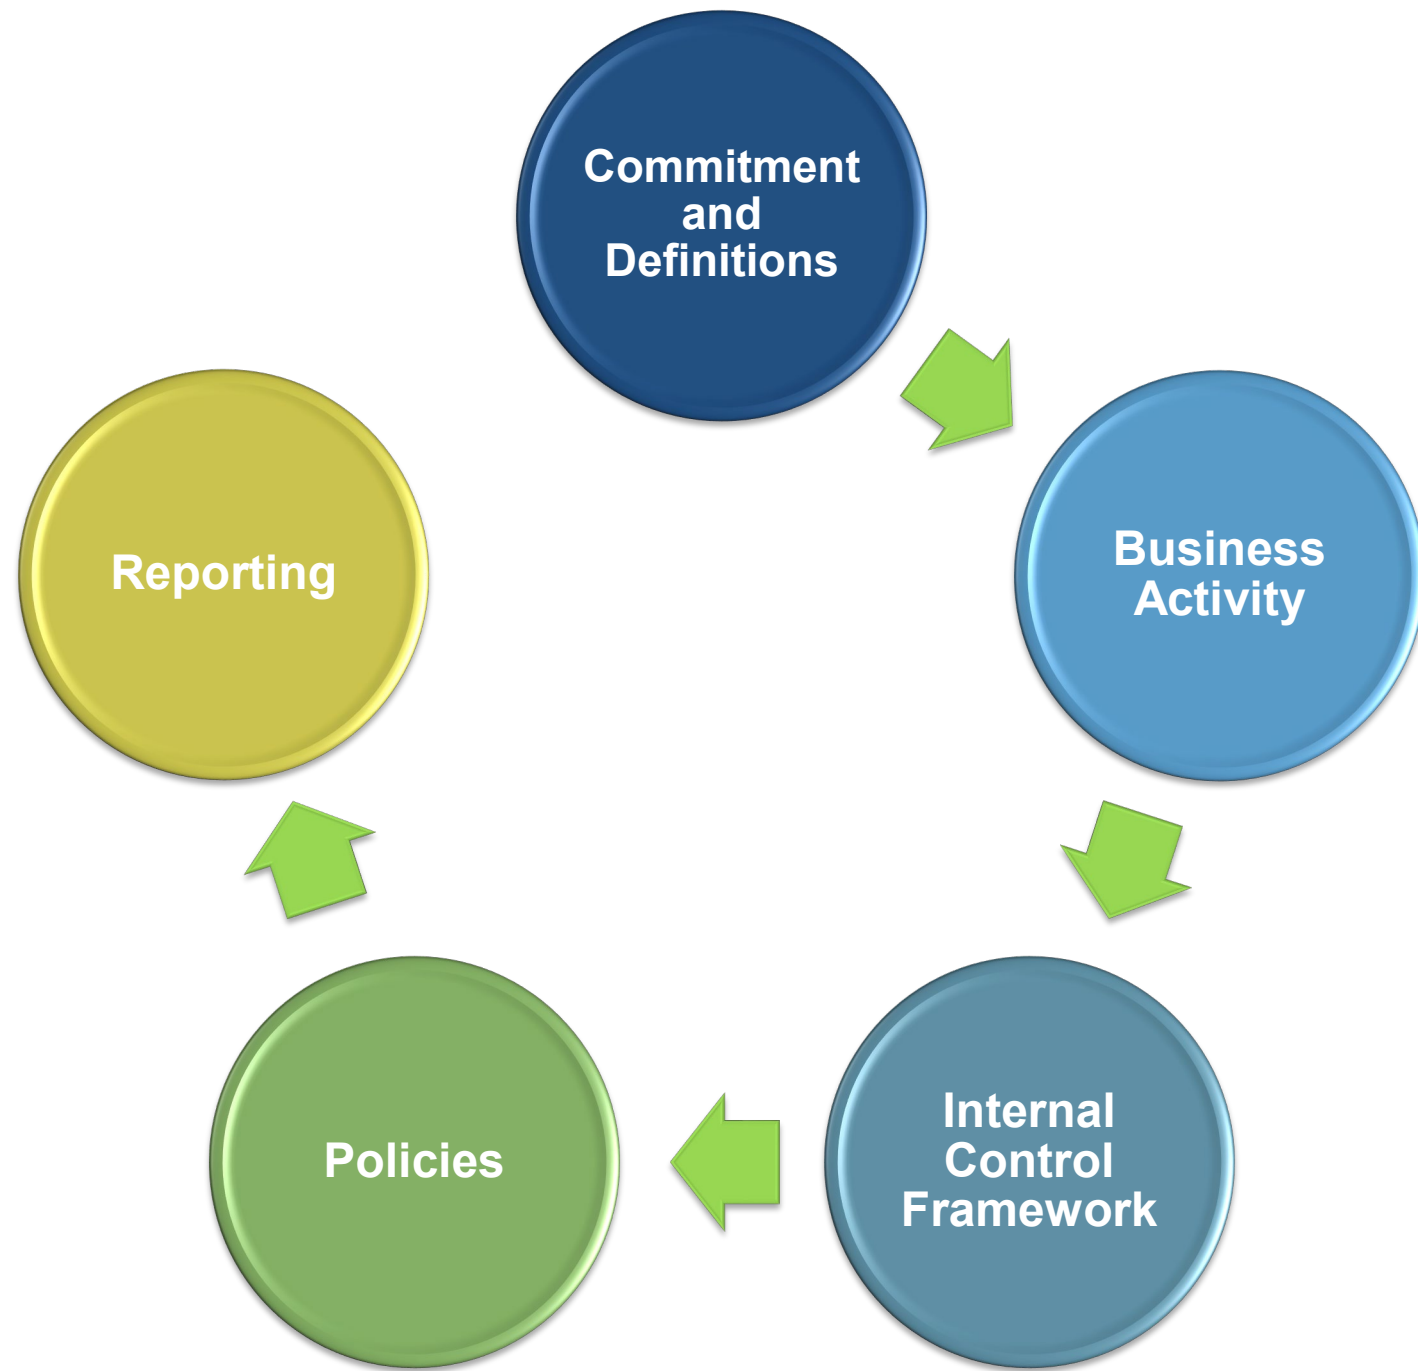 Commitment
and
Definitions
Business
Activity
Internal
Control
Framework
Policies
Reporting